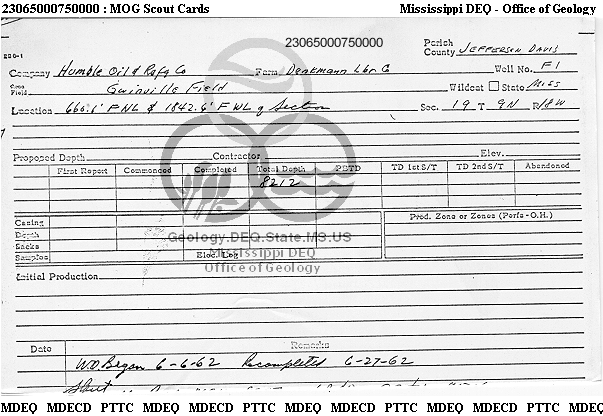 23065000750000 : MOG Scout Cards Mississippi DEQ - Office of Geology
23065000750000
Parish
County Jefferson Davis
Company Humble Oil & Refg Co Farm Denkmann Lbr. Co Well No. F1
Field Gwinville Field Wildcat State Miss
Location 660.1' FNL & 1842.6' FWL of Section Sec. 19 T 9N R 18W
Proposed Depth Contractor Elev.
First Report Commenced Completed Total Depth PBTD TD 1st S/T TD 2nd S/T Abandoned
8212
Casing Prod. Zone or Zones (Perfs - O.H.)
Depth
Sacks
Samples Elec. Log
Geology.DEQ.State.MS.US
Mississippi DEQ
Office of Geology
Initial Production
Date Remarks
W.O. Began 6-6-62 Recompleted 6-27-62
MDEQ MDECD PTTC MDEQ MDECD PTTC MDEQ MDECD PTTC MDEQ MDECD PTTC MDEQ